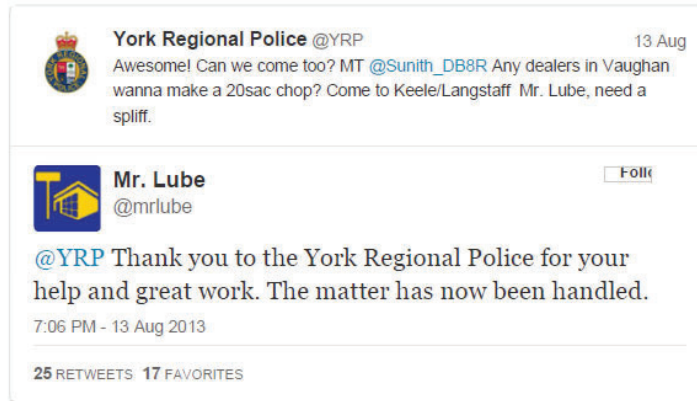 York Regional Police @YRP 13 Aug
Awesome! Can we come too? MT @Sunith_DB8R Any dealers in Vaughan
wanna make a 20sac chop? Come to Keele/Langstaff Mr. Lube, need a
spliff.
Mr. Lube
@mrlube
@YRP Thank you to the York Regional Police for your
help and great work. The matter has now been handled.
7:06 PM - 13 Aug 2013
25 RETWEETS 17 FAVORITES